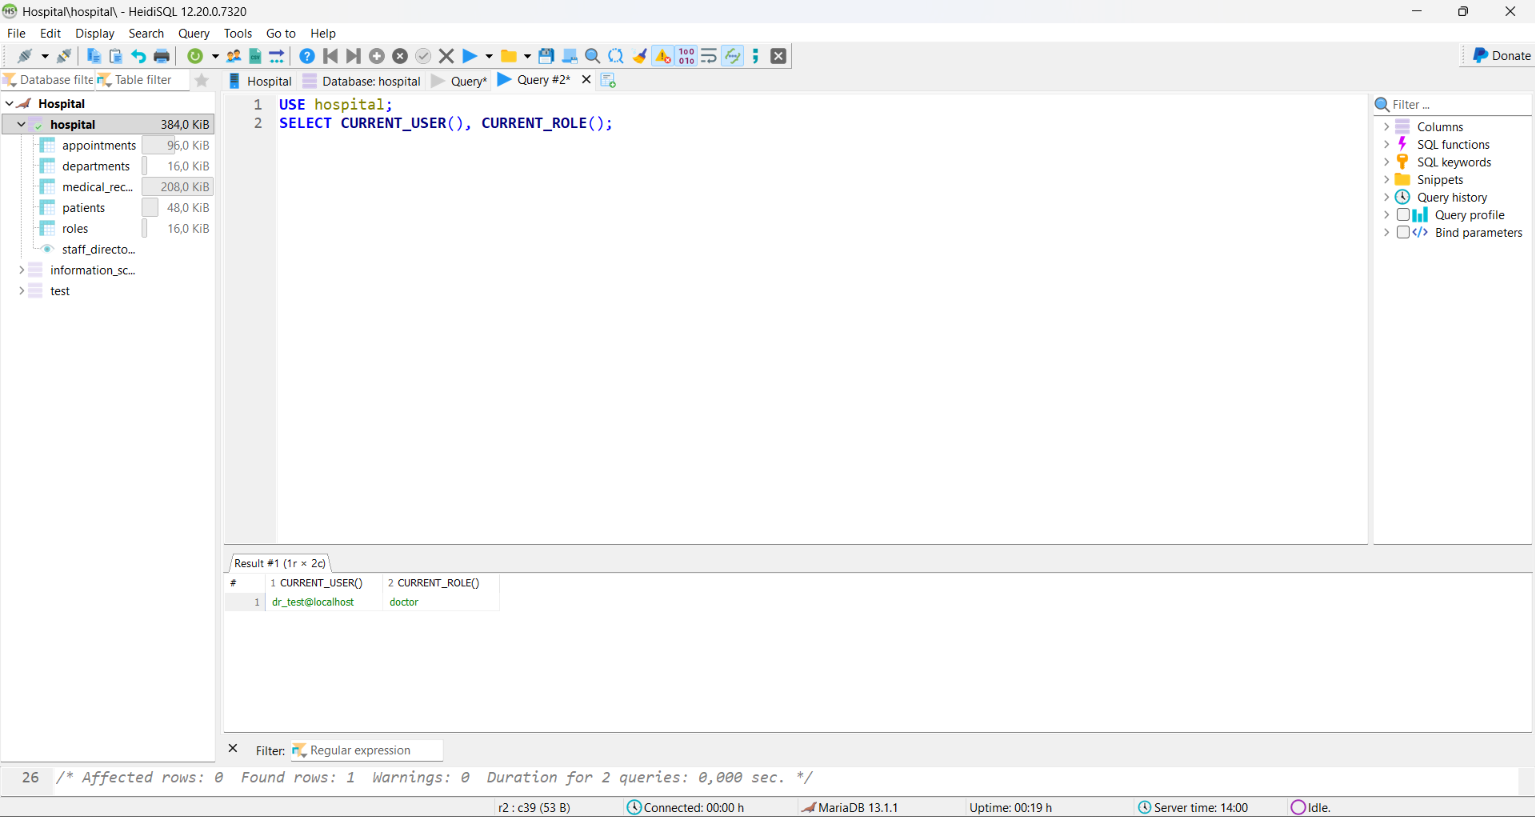 HS Hospital\hospital\ - HeidiSQL 12.20.0.7320
File Edit Display Search Query Tools Go to Help
Donate
Database filte Table filter Hospital Database: hospital Query* Query #2*
Hospital
hospital 384,0 KiB
appointments 96,0 KiB
departments 16,0 KiB
medical_rec... 208,0 KiB
patients 48,0 KiB
roles 16,0 KiB
staff_directo...
information_sc...
test
1 USE hospital;
2 SELECT CURRENT_USER(), CURRENT_ROLE();
Filter ...
Columns
SQL functions
SQL keywords
Snippets
Query history
Query profile
Bind parameters
Result #1 (1r × 2c)
# 1 CURRENT_USER() 2 CURRENT_ROLE()
1 dr_test@localhost doctor
Filter: Regular expression
26 /* Affected rows: 0 Found rows: 1 Warnings: 0 Duration for 2 queries: 0,000 sec. */
r2 : c39 (53 B) Connected: 00:00 h MariaDB 13.1.1 Uptime: 00:19 h Server time: 14:00 Idle.